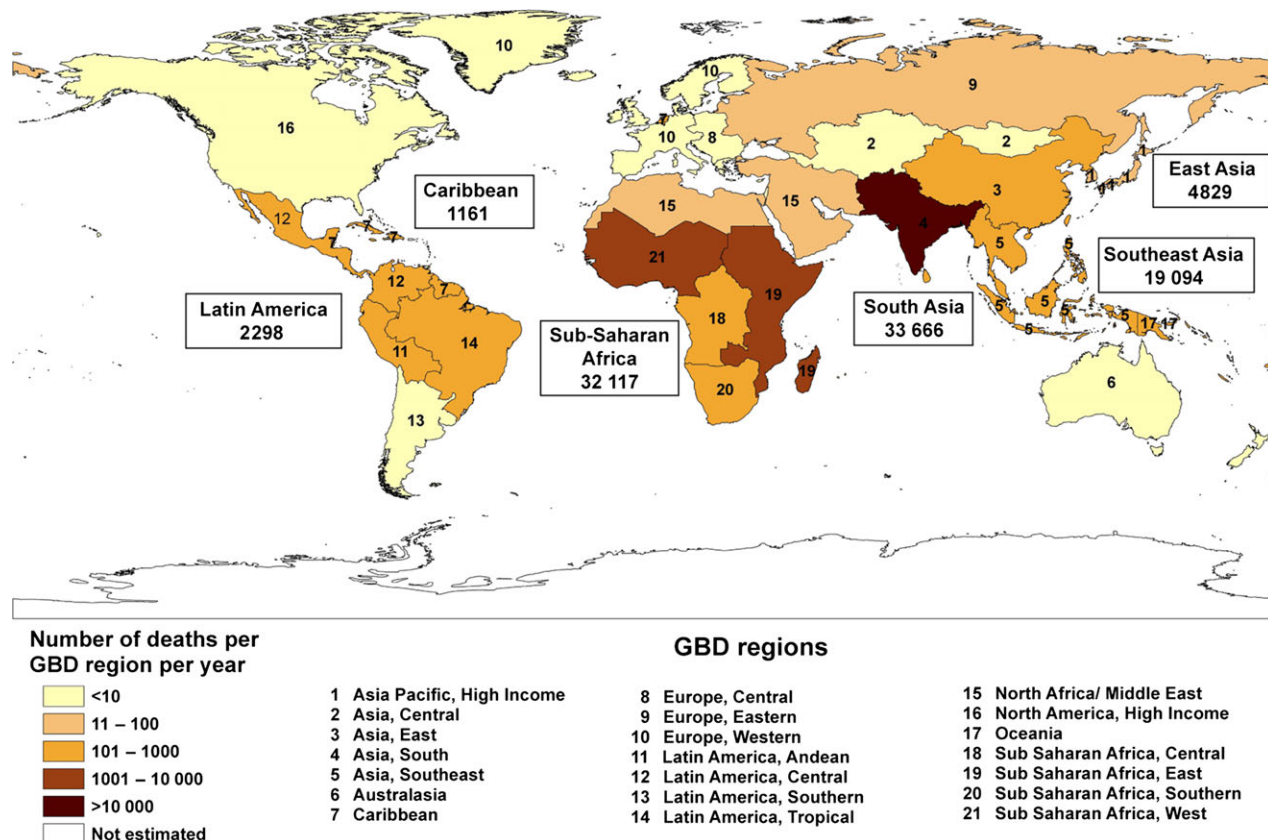 10
10
9
16
7
10
8
2
2
1
East Asia
4829
Caribbean
1161
1
1
11
3
15
15
12
7
4
7
7
5
5
Southeast Asia
19 094
21
19
12
7
South Asia
33 666
Latin America
2298
5
5
5
5
17
17
5
18
Sub-Saharan
Africa
32 117
14
11
19
20
6
13
Number of deaths per
GBD region per year
<10
11 – 100
101 – 1000
1001 – 10 000
>10 000
Not estimated
GBD regions
1 Asia Pacific, High Income
2 Asia, Central
3 Asia, East
4 Asia, South
5 Asia, Southeast
6 Australasia
7 Caribbean
8 Europe, Central
9 Europe, Eastern
10 Europe, Western
11 Latin America, Andean
12 Latin America, Central
13 Latin America, Southern
14 Latin America, Tropical
15 North Africa/ Middle East
16 North America, High Income
17 Oceania
18 Sub Saharan Africa, Central
19 Sub Saharan Africa, East
20 Sub Saharan Africa, Southern
21 Sub Saharan Africa, West